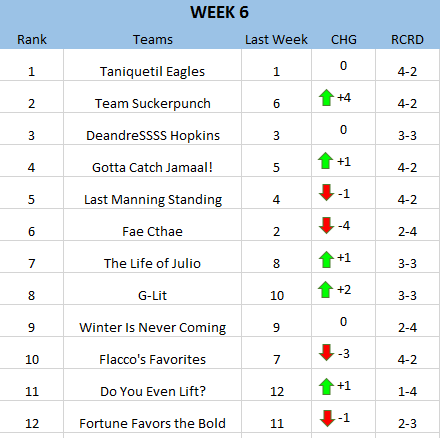 WEEK 6
Rank Teams Last Week CHG RCRD
1 Taniquetil Eagles 1 0 4-2
2 Team Suckerpunch 6 +4 4-2
3 DeandreSSSS Hopkins 3 0 3-3
4 Gotta Catch Jamaal! 5 +1 4-2
5 Last Manning Standing 4 -1 4-2
6 Fae Cthae 2 -4 2-4
7 The Life of Julio 8 +1 3-3
8 G-Lit 10 +2 3-3
9 Winter Is Never Coming 9 0 2-4
10 Flacco's Favorites 7 -3 4-2
11 Do You Even Lift? 12 +1 1-4
12 Fortune Favors the Bold 11 -1 2-3